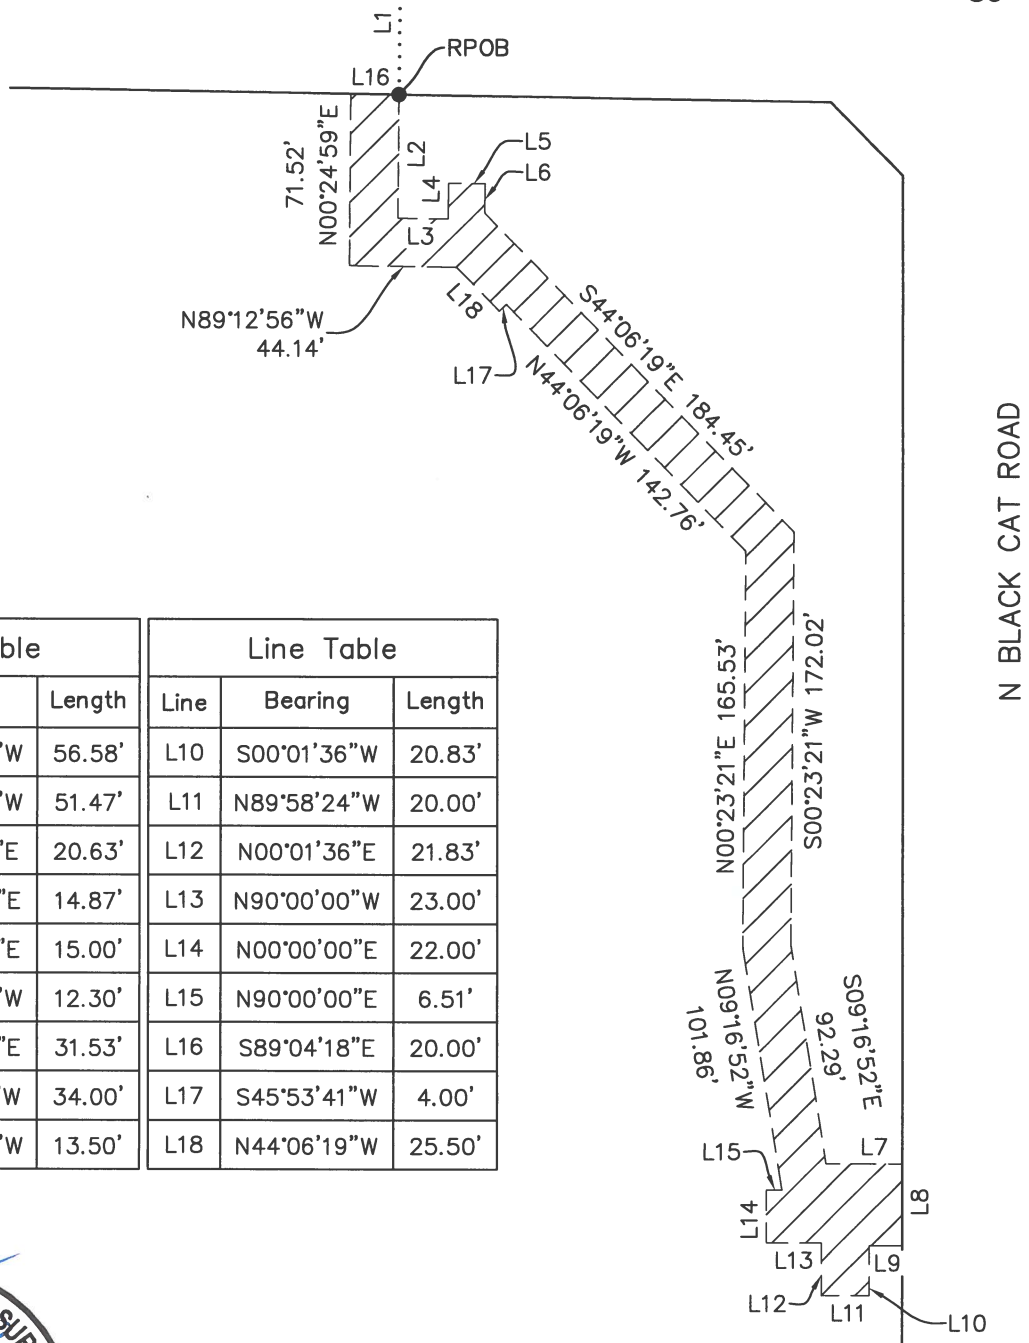 L1
RPOB
L16
71.52'
N00°24'59"E
L2
L4
L5
L6
L3
N89°12'56"W
44.14'
L18
L17
S44°06'19"E 184.45'
N44°06'19"W 142.76'
N BLACK CAT ROAD
N00°23'21"E 165.53'
S00°23'21"W 172.02'
N09°16'52"W
101.86'
S09°16'52"E
92.29'
L7
L15
L14
L8
L13
L9
L12
L11
L10
ble
Length
'W 56.58'
'W 51.47'
'E 20.63'
"E 14.87'
'E 15.00'
'W 12.30'
'E 31.53'
'W 34.00'
'W 13.50'
Line Table
Line Bearing Length
L10 S00°01'36"W 20.83'
L11 N89°58'24"W 20.00'
L12 N00°01'36"E 21.83'
L13 N90°00'00"W 23.00'
L14 N00°00'00"E 22.00'
L15 N90°00'00"E 6.51'
L16 S89°04'18"E 20.00'
L17 S45°53'41"W 4.00'
L18 N44°06'19"W 25.50'
SUR